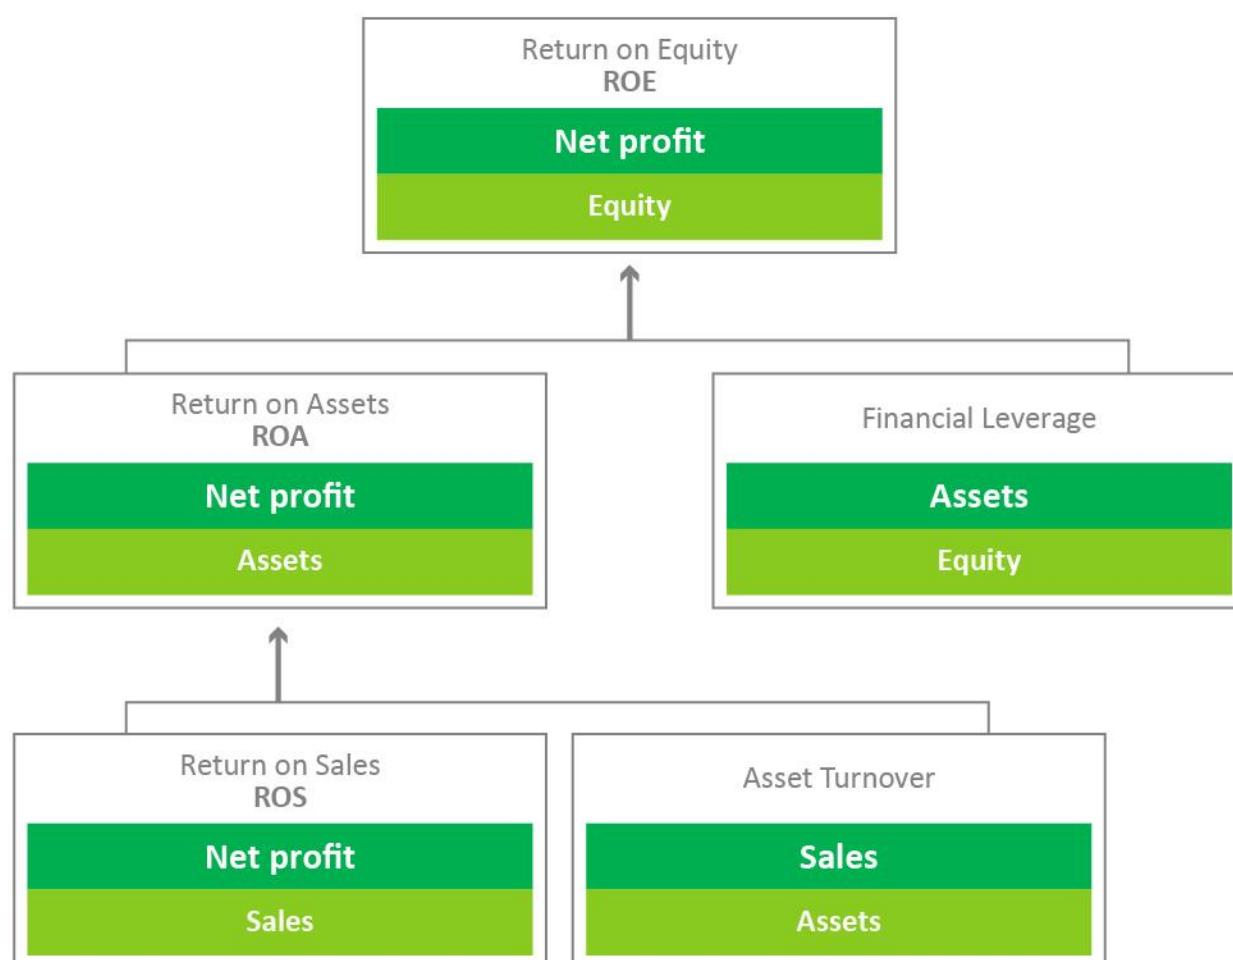 Return on Equity
ROE
Net profit
Equity
Return on Assets
ROA
Net profit
Assets
Financial Leverage
Assets
Equity
Return on Sales
ROS
Net profit
Sales
Asset Turnover
Sales
Assets